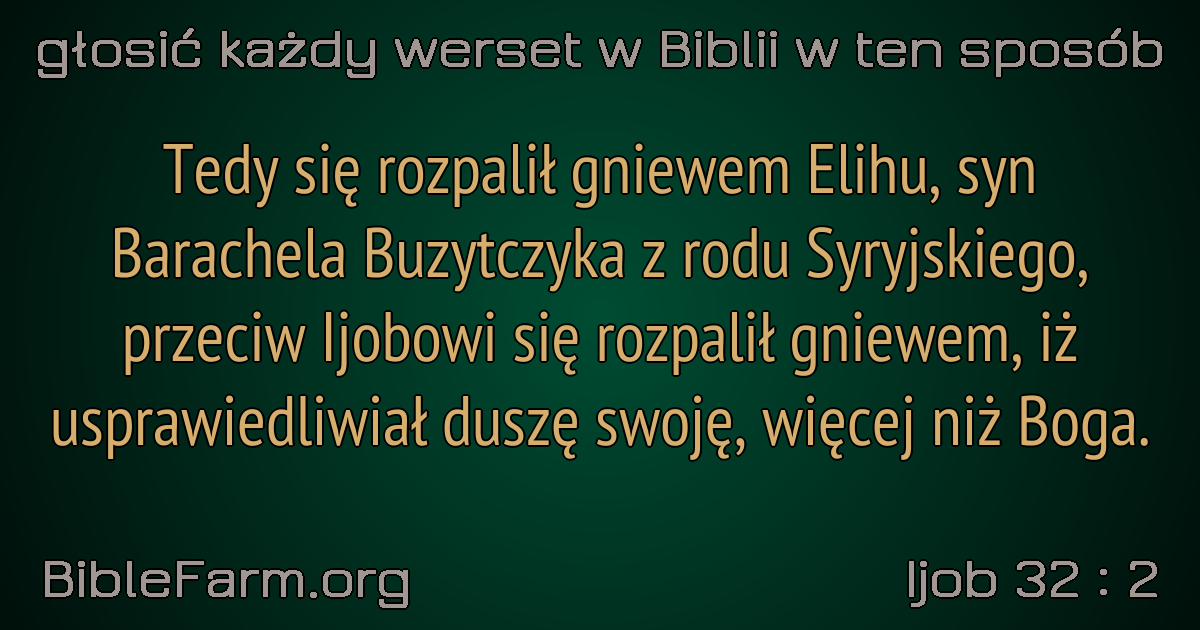 głosić każdy werset w Biblii w ten sposób
Tedy się rozpalił gniewem Elihu, syn
Barachela Buzytczyka z rodu Syryjskiego,
przeciw Ijobowi się rozpalił gniewem, iż
usprawiedliwiał duszę swoję, więcej niż Boga.
BibleFarm.org
Ijob 32 : 2